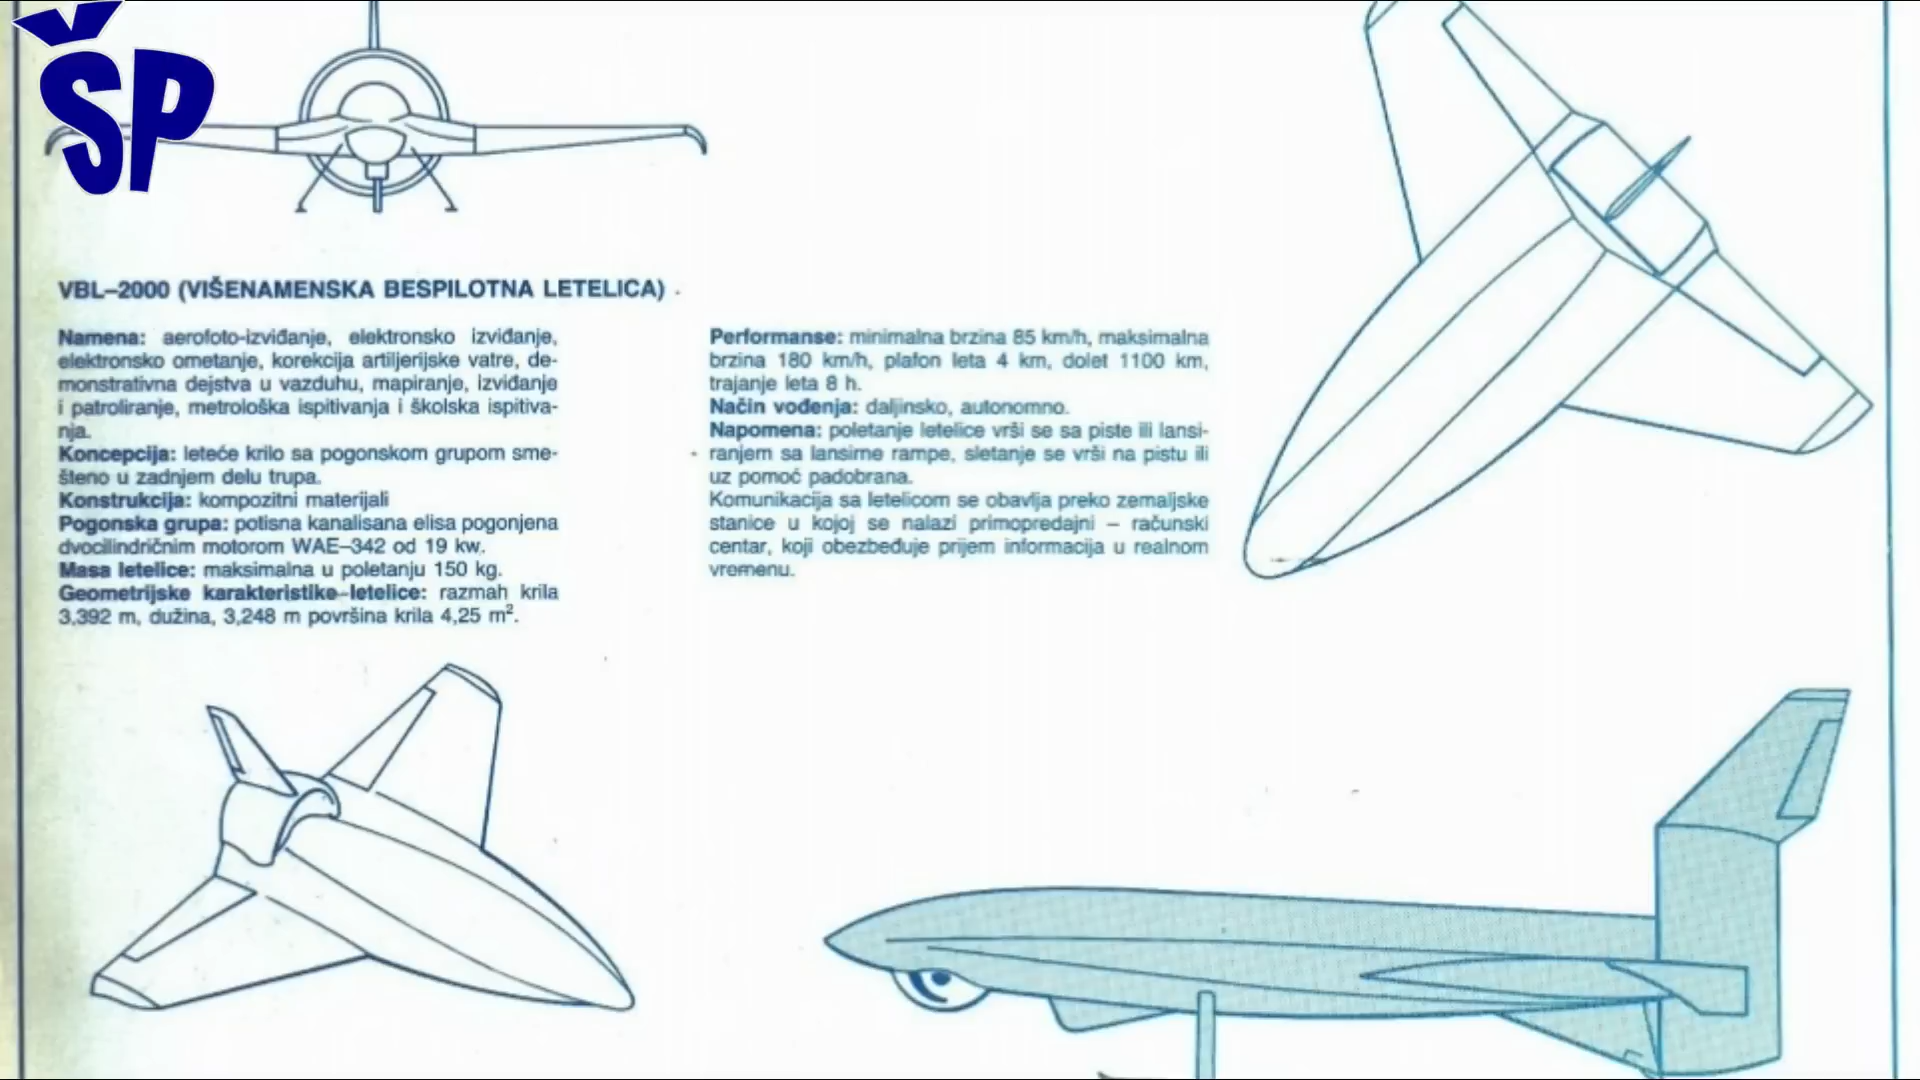 ŠP
VBL–2000 (VIŠENAMENSKA BESPILOTNA LETELICA)
Namena: aerofoto-izviđanje, elektronsko izviđanje,
elektronsko ometanje, korekcija artiljerijske vatre, de-
monstrativna dejstva u vazduhu, mapiranje, izviđanje
i patroliranje, metrološka ispitivanja i školska ispitiva-
nja.
Koncepcija: leteće krilo sa pogonskom grupom sme-
šteno u zadnjem delu trupa.
Konstrukcija: kompozitni materijali
Pogonska grupa: potisna kanalisana elisa pogonjena
dvocilindričnim motorom WAE–342 od 19 kw.
Masa letelice: maksimalna u poletanju 150 kg.
Geometrijske karakteristike letelice: razmah krila
3,392 m, dužina, 3,248 m površina krila 4,25 m².
Performanse: minimalna brzina 85 km/h, maksimalna
brzina 180 km/h, plafon leta 4 km, dolet 1100 km,
trajanje leta 8 h.
Način vođenja: daljinsko, autonomno.
Napomena: poletanje letelice vrši se sa piste ili lansi-
ranjem sa lansirne rampe, sletanje se vrši na pistu ili
uz pomoć padobrana.
Komunikacija sa letelicom se obavlja preko zemaljske
stanice u kojoj se nalazi primopredajni – računski
centar, koji obezbeđuje prijem informacija u realnom
vremenu.